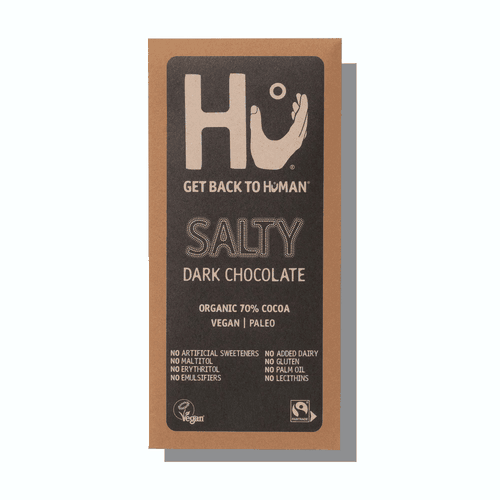 Hu®
GET BACK TO HUMAN®
SALTY
DARK CHOCOLATE
ORGANIC 70% COCOA
VEGAN | PALEO
NO ARTIFICIAL SWEETENERS
NO MALTITOL
NO ERYTHRITOL
NO EMULSIFIERS
NO ADDED DAIRY
NO GLUTEN
NO PALM OIL
NO LECITHINS
Vegan